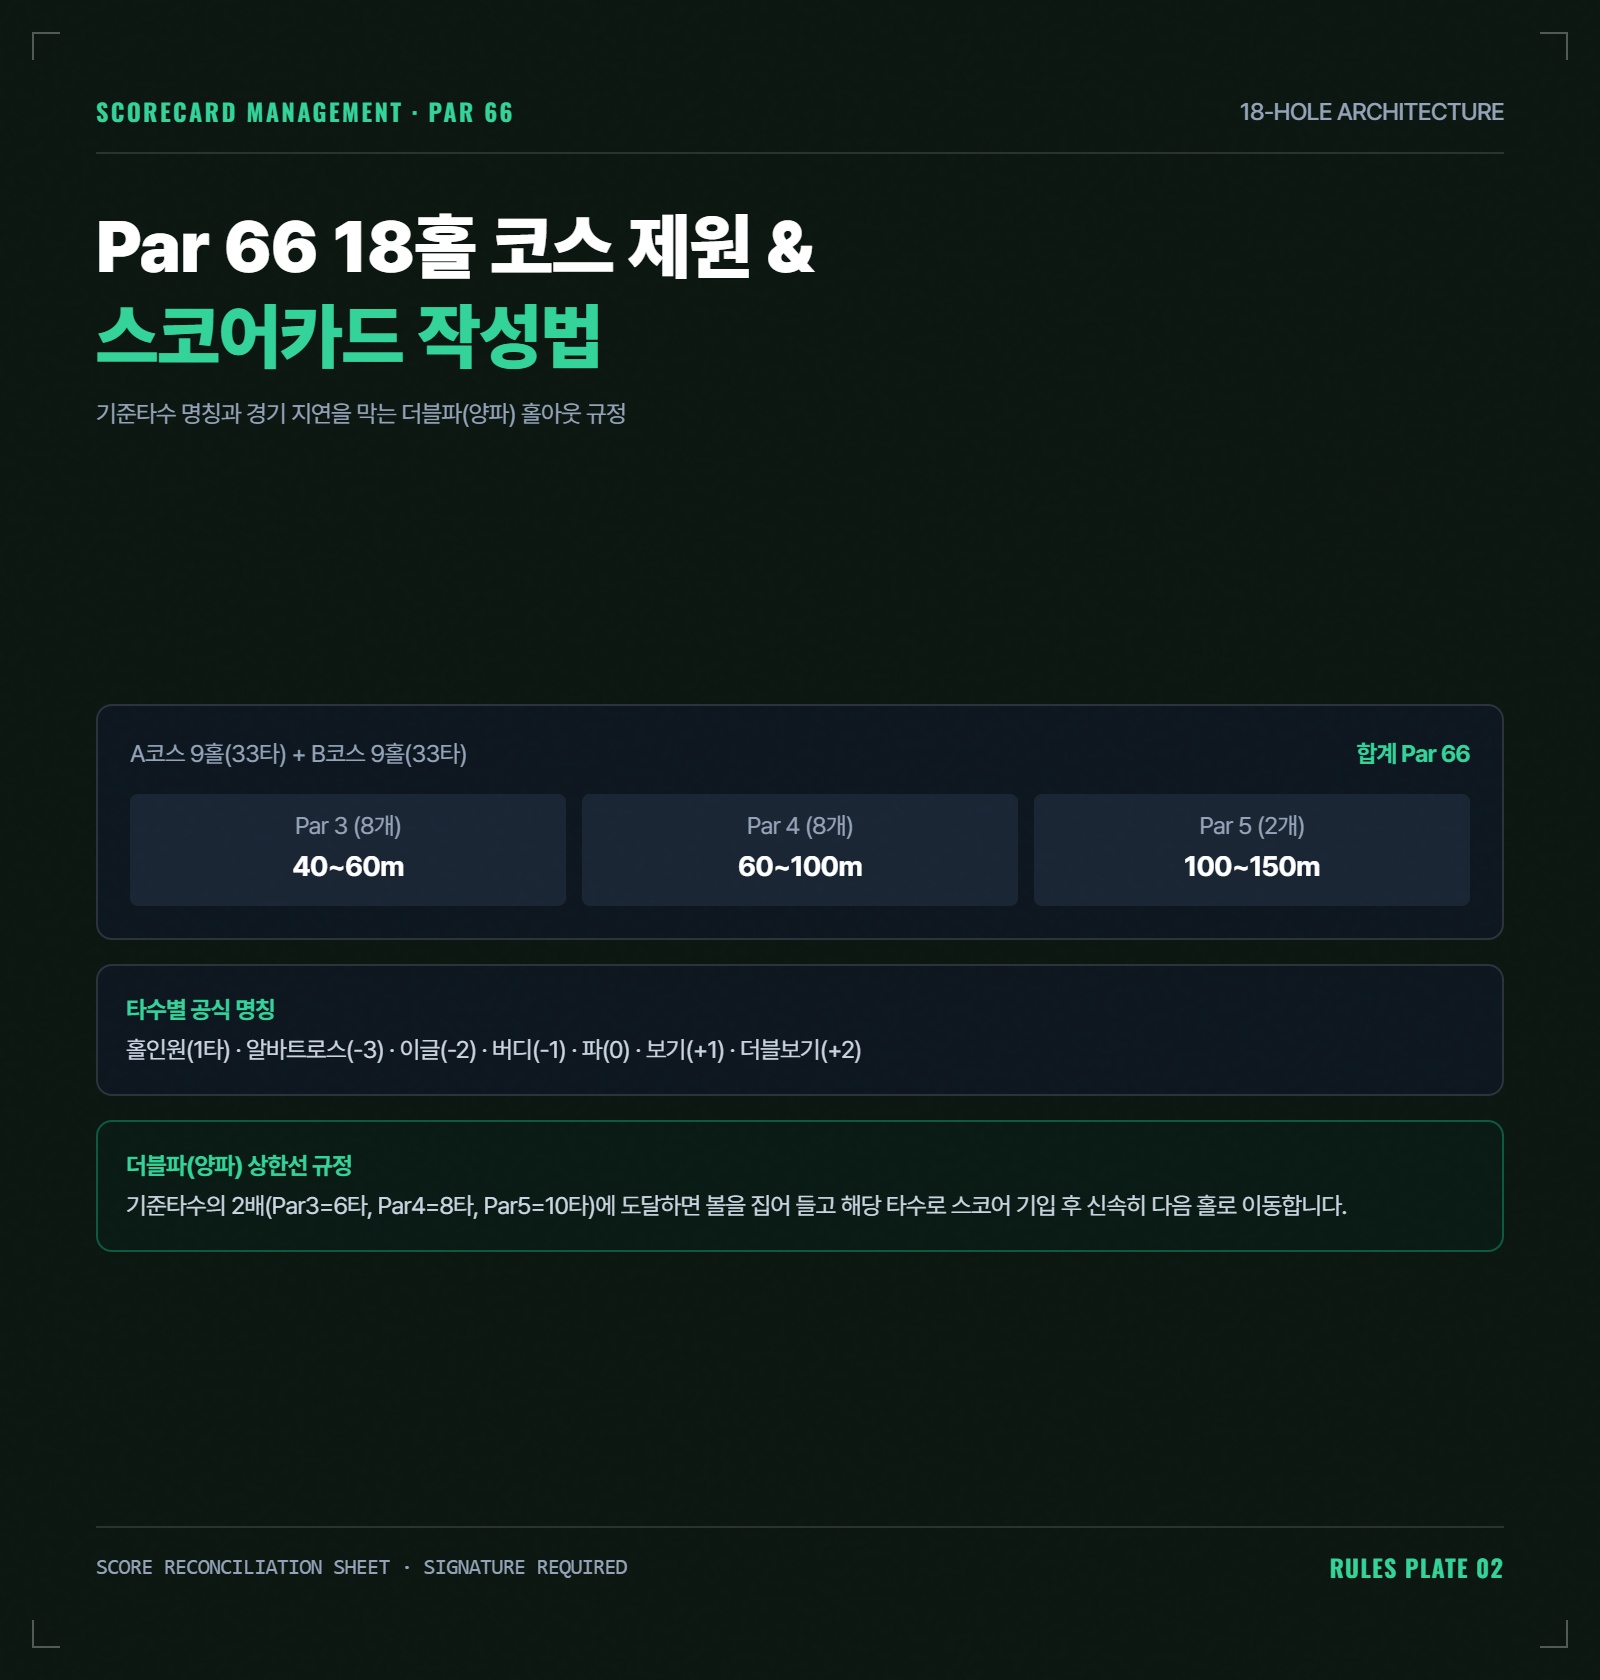 SCORECARD MANAGEMENT · PAR 66
18-HOLE ARCHITECTURE
Par 66 18홀 코스 제원 &
스코어카드 작성법
기준타수 명칭과 경기 지연을 막는 더블파(양파) 홀아웃 규정
A코스 9홀(33타) + B코스 9홀(33타)
합계 Par 66
Par 3 (8개)
40~60m
Par 4 (8개)
60~100m
Par 5 (2개)
100~150m
타수별 공식 명칭
홀인원(1타) · 알바트로스(-3) · 이글(-2) · 버디(-1) · 파(0) · 보기(+1) · 더블보기(+2)
더블파(양파) 상한선 규정
기준타수의 2배(Par3=6타, Par4=8타, Par5=10타)에 도달하면 볼을 집어 들고 해당 타수로 스코어 기입 후 신속히 다음 홀로 이동합니다.
SCORE RECONCILIATION SHEET · SIGNATURE REQUIRED
RULES PLATE 02